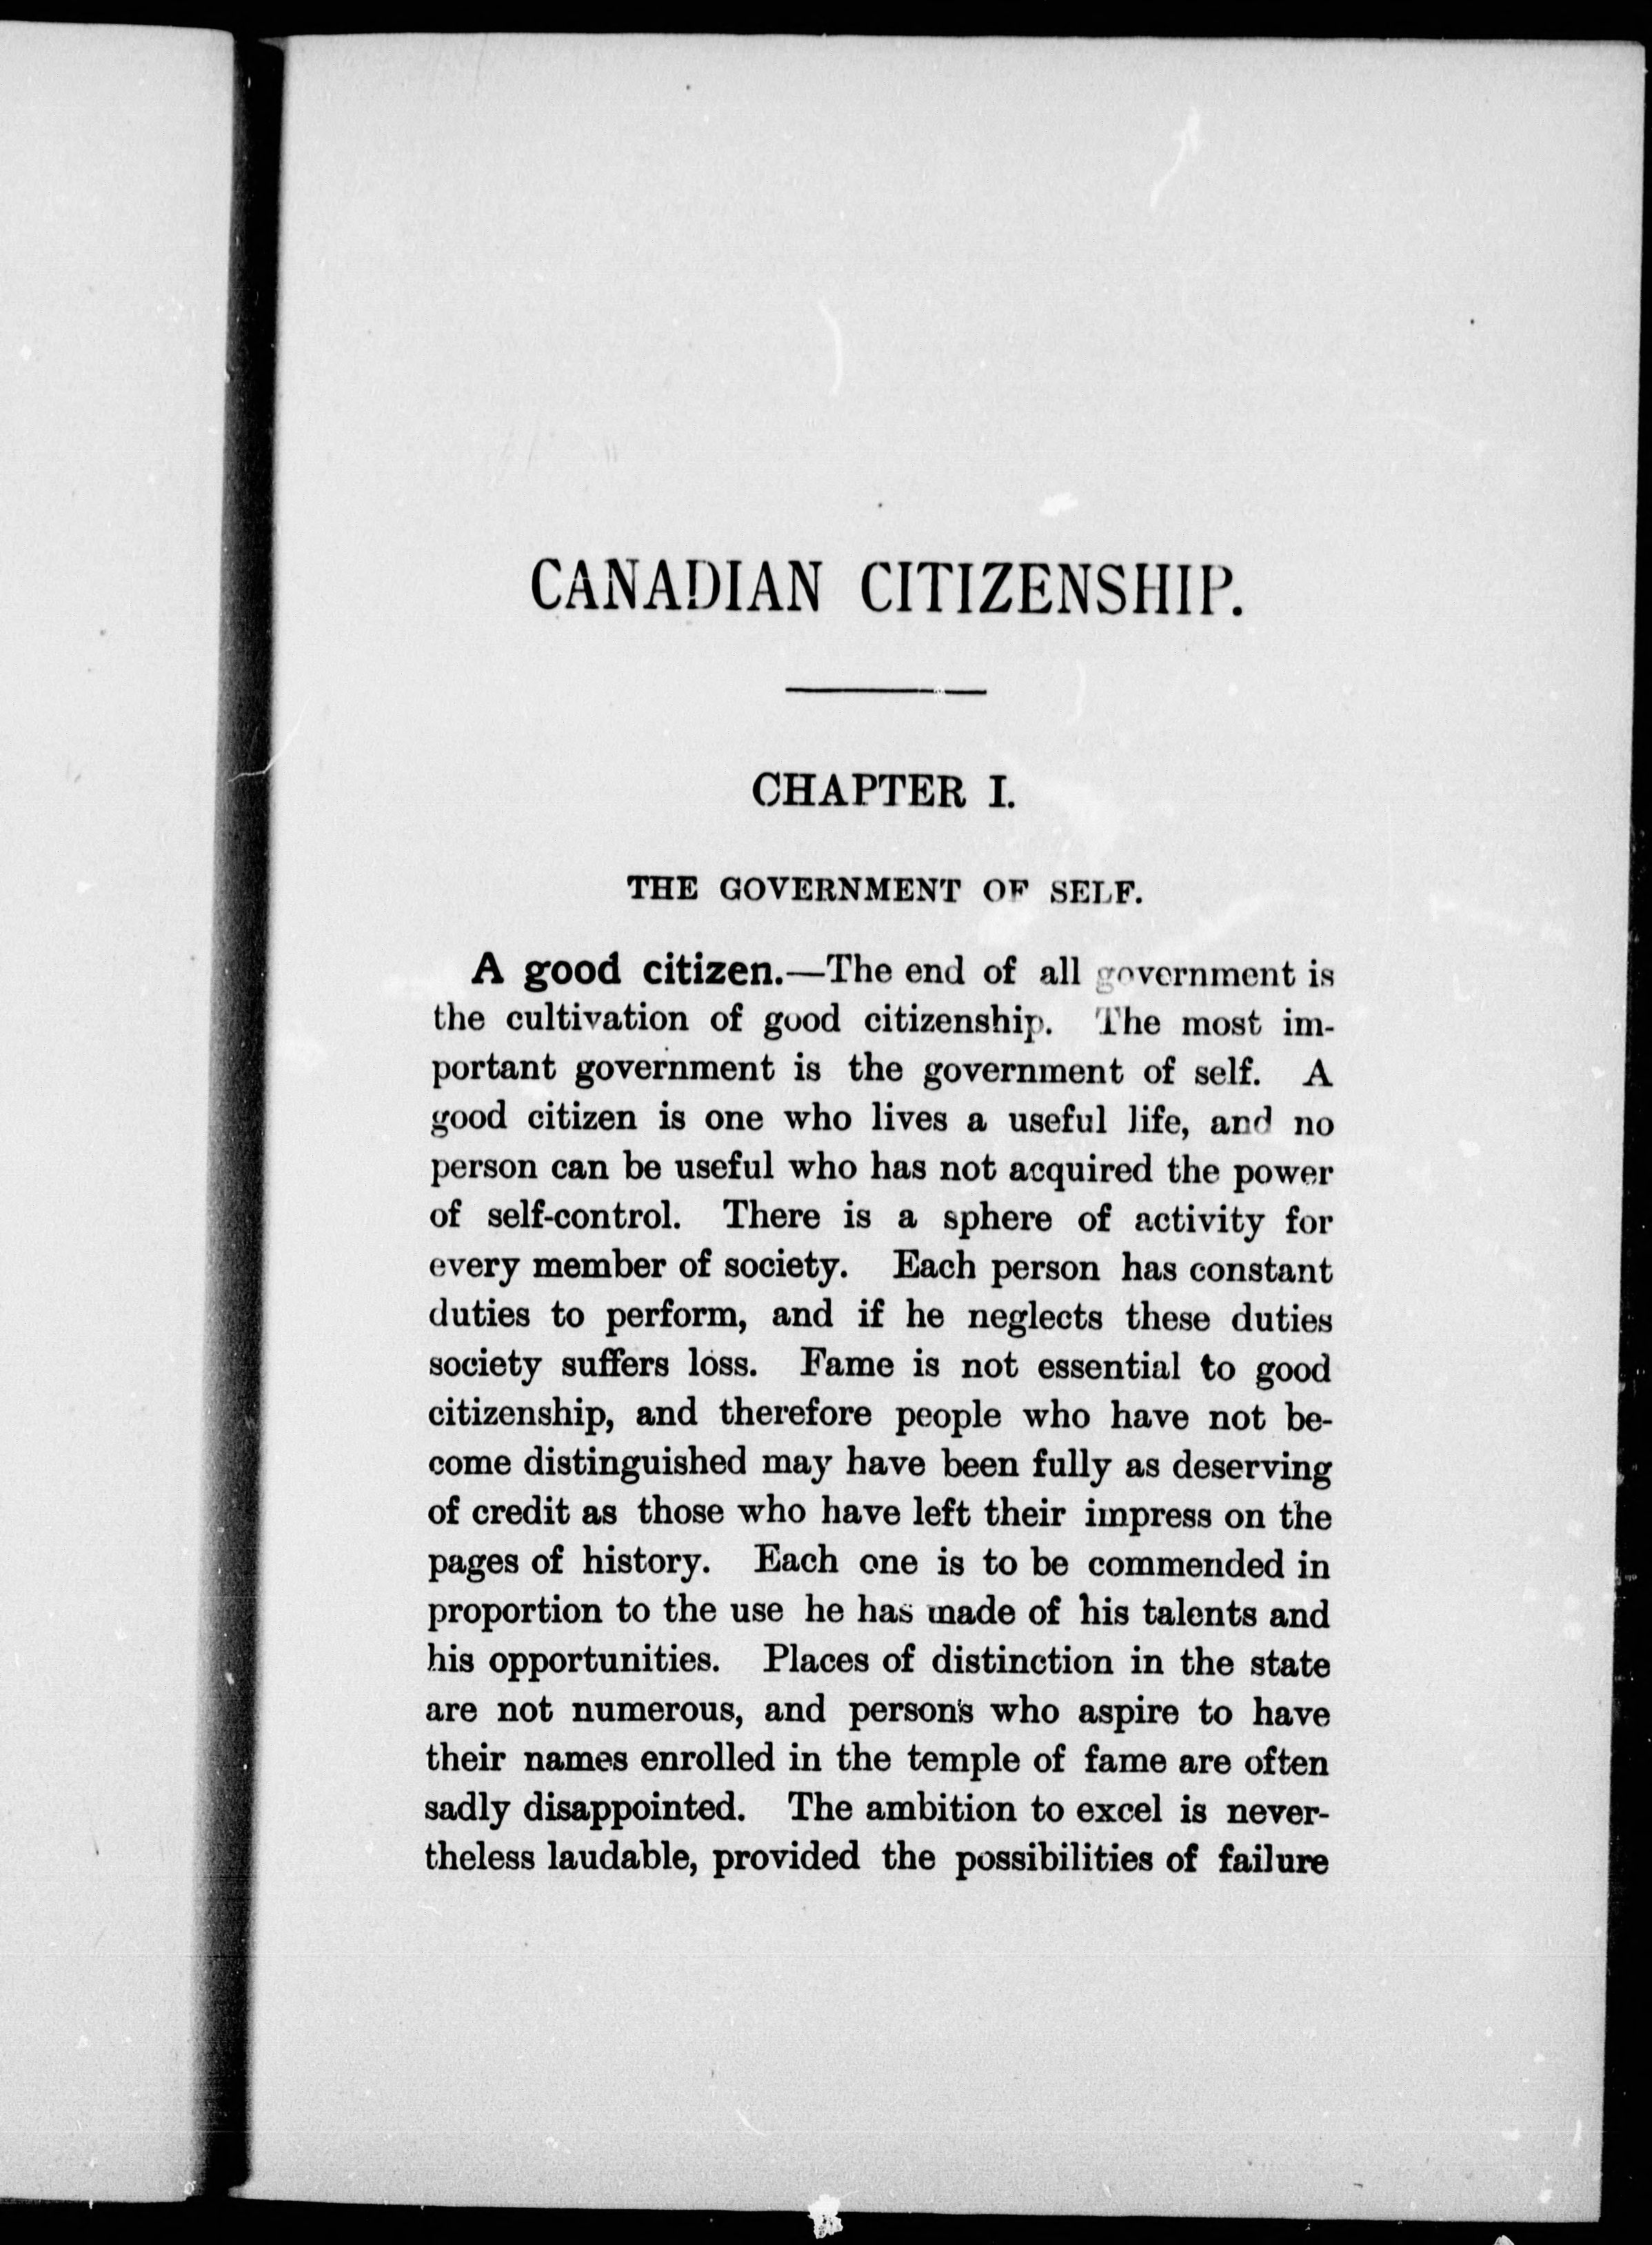 CANADIAN CITIZENSHIP.
CHAPTER I.
THE GOVERNMENT OF SELF.
A good citizen.—The end of all government is
the cultivation of good citizenship. The most im-
portant government is the government of self. A
good citizen is one who lives a useful life, and no
person can be useful who has not acquired the power
of self-control. There is a sphere of activity for
every member of society. Each person has constant
duties to perform, and if he neglects these duties
society suffers loss. Fame is not essential to good
citizenship, and therefore people who have not be-
come distinguished may have been fully as deserving
of credit as those who have left their impress on the
pages of history. Each one is to be commended in
proportion to the use he has made of his talents and
his opportunities. Places of distinction in the state
are not numerous, and persons who aspire to have
their names enrolled in the temple of fame are often
sadly disappointed. The ambition to excel is never-
theless laudable, provided the possibilities of failure